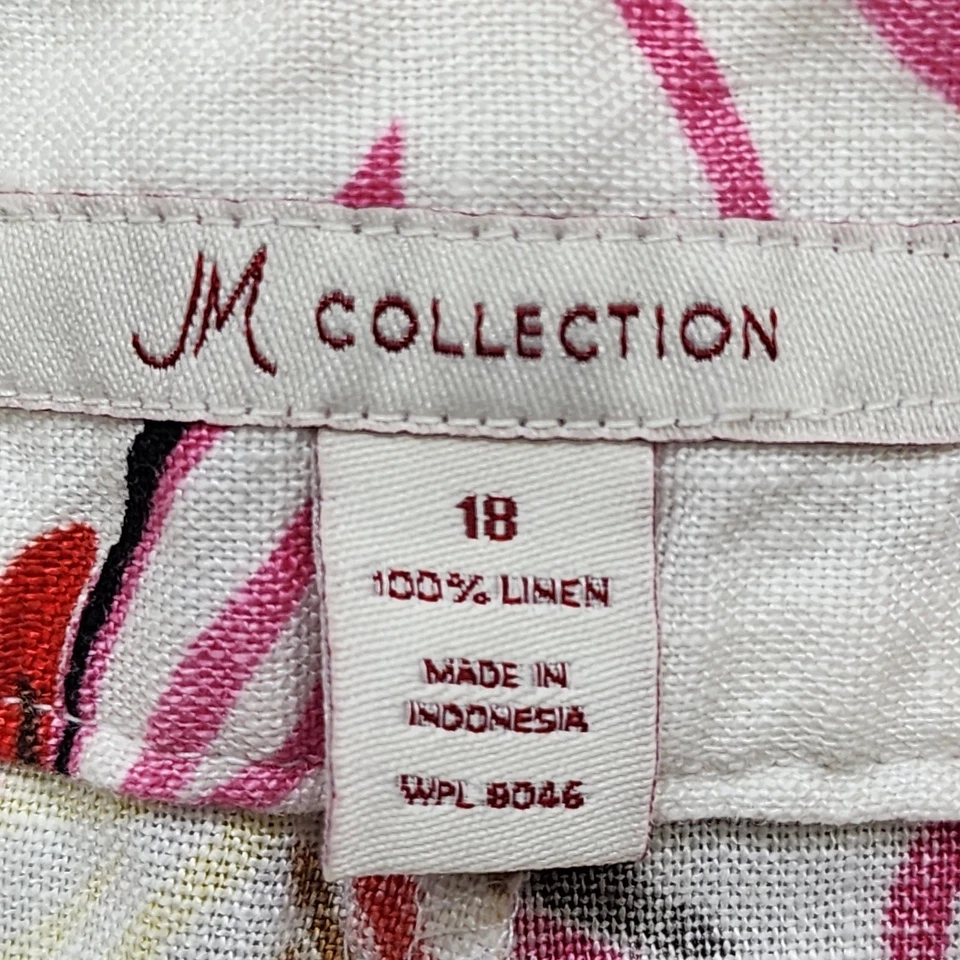 JM COLLECTION
18
100% LINEN
MADE IN
INDONESIA
WPL 8046